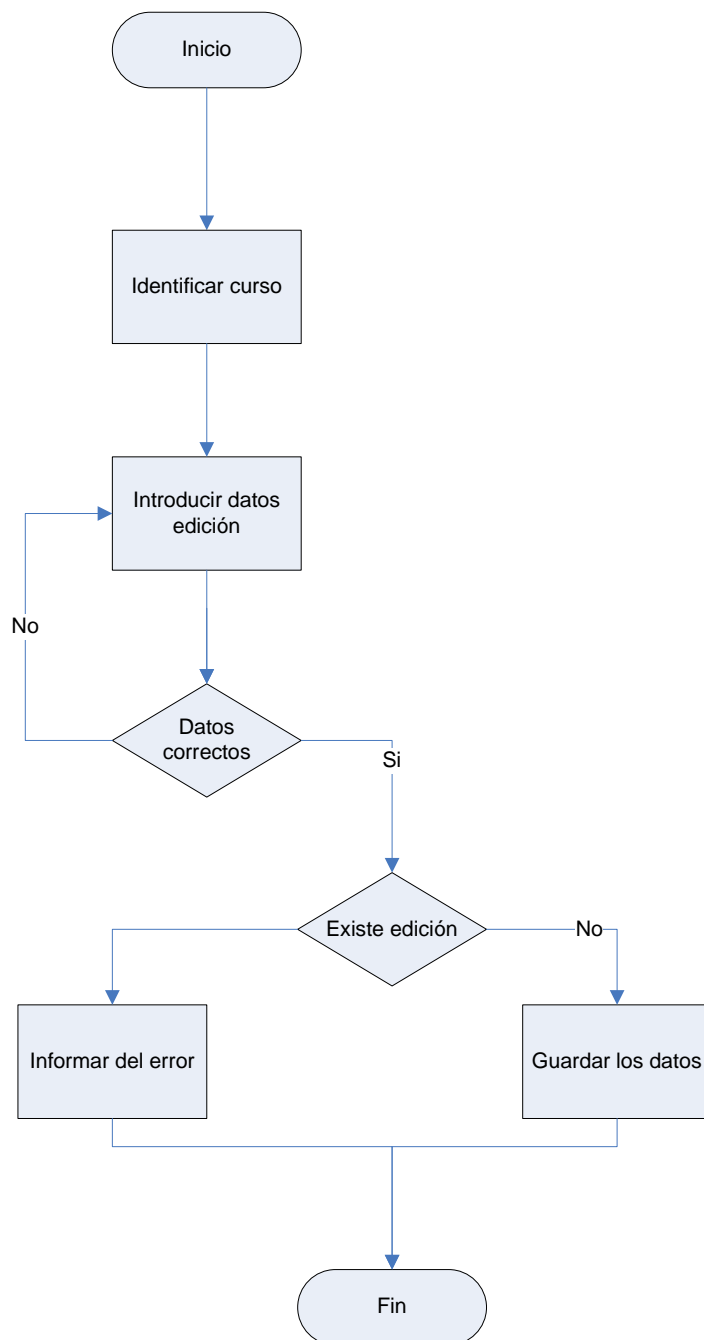 Inicio
Identificar curso
Introducir datos
edición
No
Datos
correctos
Si
Existe edición
No
Informar del error
Guardar los datos
Fin